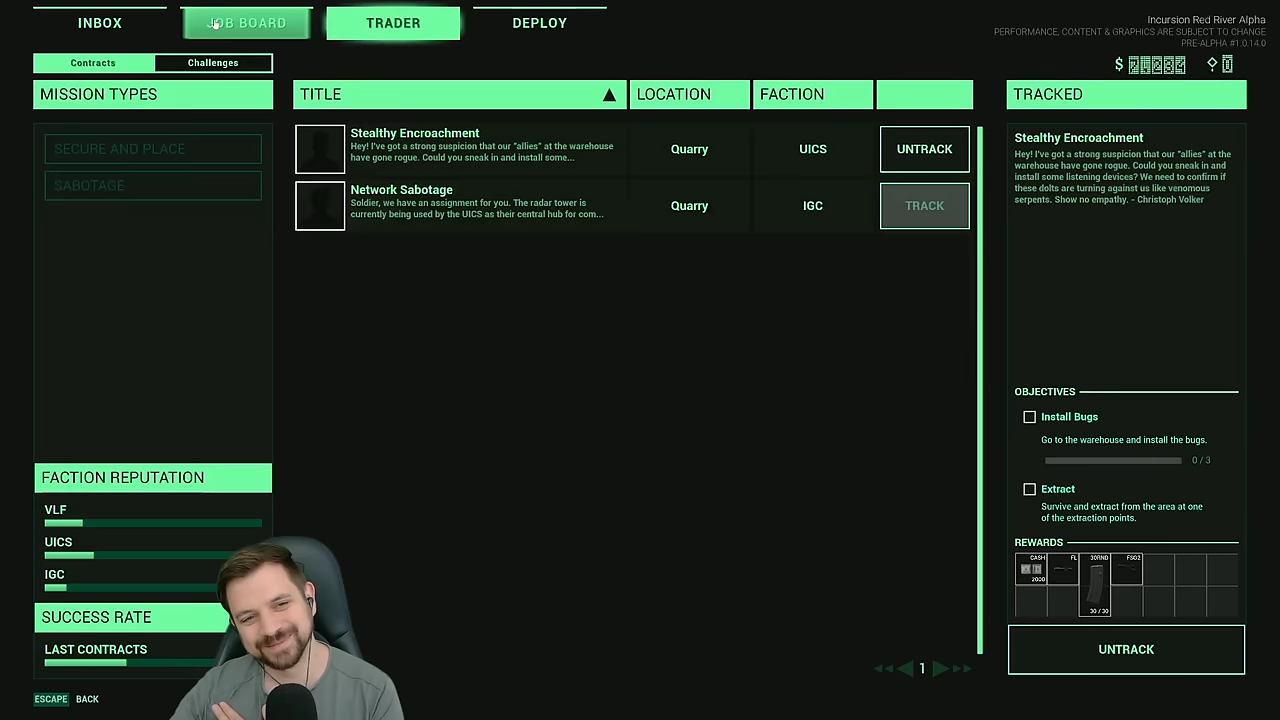 INBOX
JOB BOARD
TRADER
DEPLOY
Incursion Red River Alpha
PERFORMANCE, CONTENT & GRAPHICS ARE SUBJECT TO CHANGE
PRE-ALPHA #1.0.14.0
Contracts
Challenges
$
MISSION TYPES
TITLE
LOCATION
FACTION
TRACKED
SECURE AND PLACE
SABOTAGE
Stealthy Encroachment
Hey! I've got a strong suspicion that our "allies" at the warehouse
have gone rogue. Could you sneak in and install some...
Quarry
UICS
UNTRACK
Network Sabotage
Soldier, we have an assignment for you. The radar tower is
currently being used by the UICS as their central hub for com...
Quarry
IGC
TRACK
Stealthy Encroachment
Hey! I've got a strong suspicion that our "allies" at the
warehouse have gone rogue. Could you sneak in and
install some listening devices? We need to confirm if
these dolts are turning against us like venomous
serpents. Show no empathy. - Christoph Volker
OBJECTIVES
Install Bugs
Go to the warehouse and install the bugs.
0 / 3
Extract
Survive and extract from the area at one
of the extraction points.
REWARDS
CASH
2000
FL
30RND
30 / 30
FSG2
UNTRACK
FACTION REPUTATION
VLF
UICS
IGC
SUCCESS RATE
LAST CONTRACTS
1
ESCAPE BACK